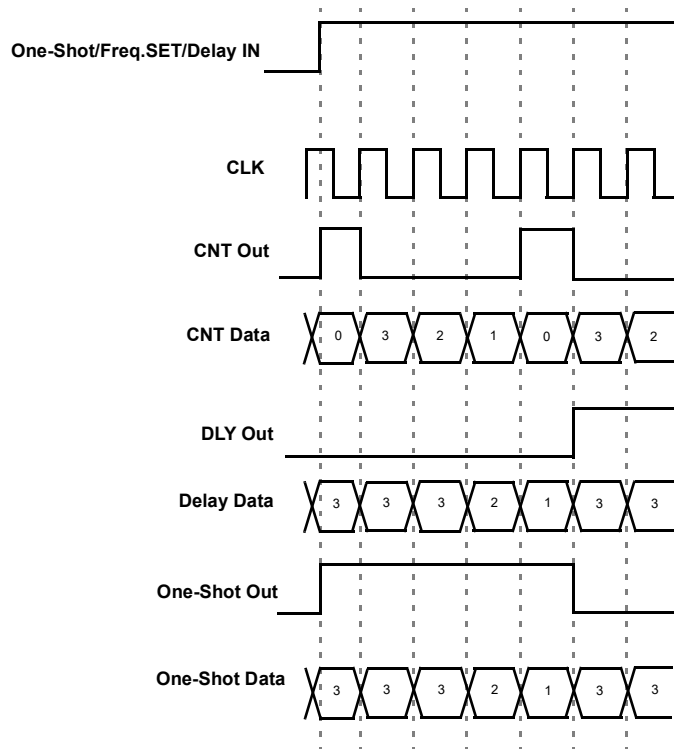 One-Shot/Freq.SET/Delay IN
CLK
CNT Out
CNT Data 0 3 2 1 0 3 2
DLY Out
Delay Data 3 3 3 2 1 3 3
One-Shot Out
One-Shot Data 3 3 3 2 1 3 3